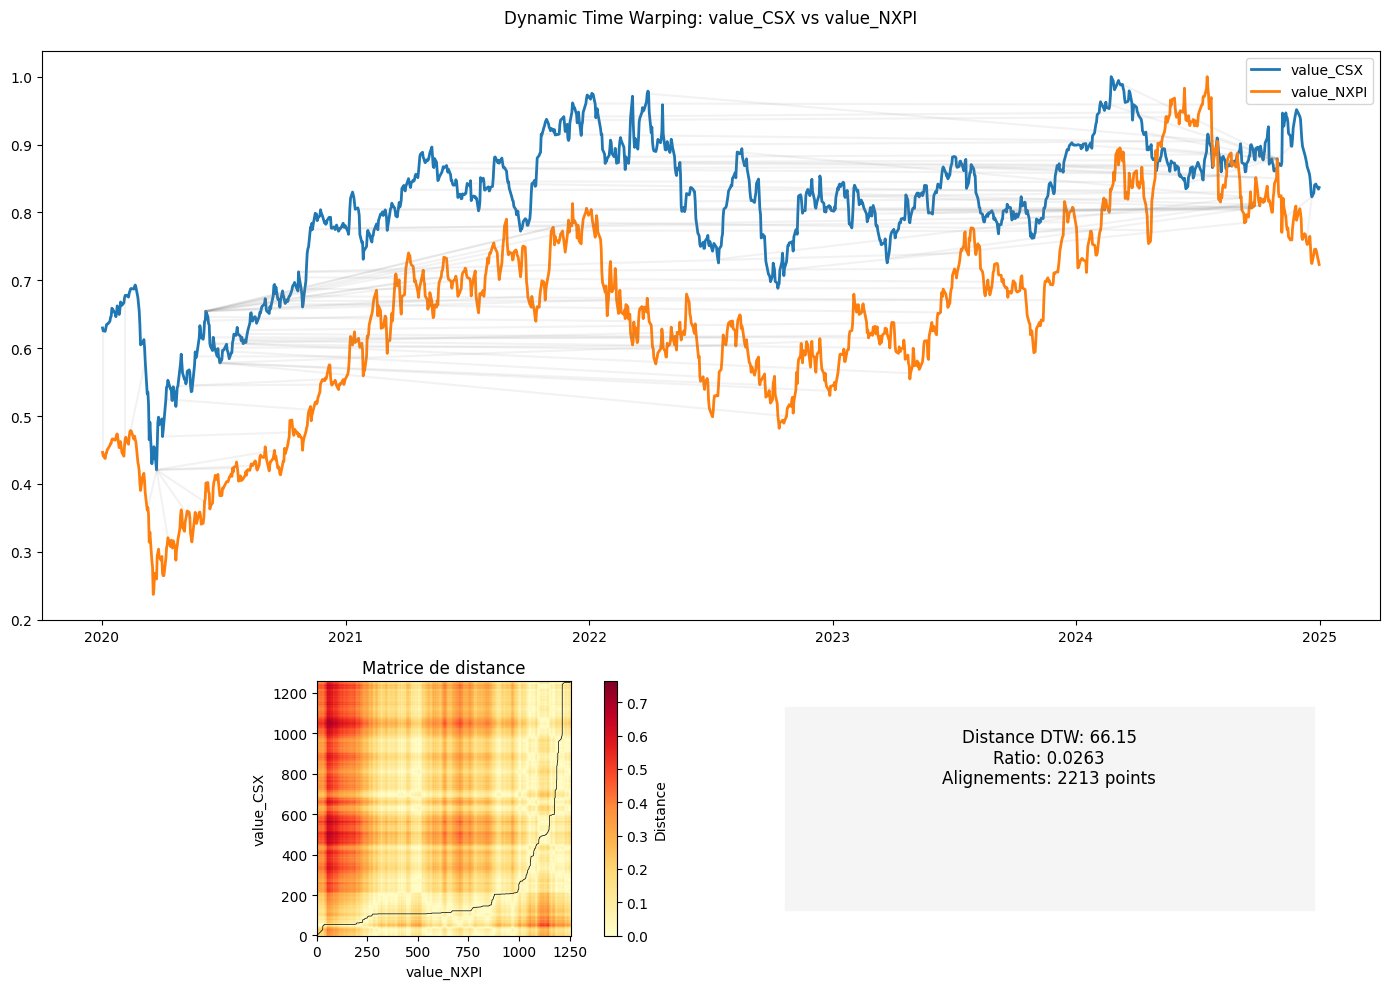 Dynamic Time Warping: value_CSX vs value_NXPI
value_CSX
value_NXPI
1.0
0.9
0.8
0.7
0.6
0.5
0.4
0.3
0.2
2020 2021 2022 2023 2024 2025
Matrice de distance
value_CSX
1200
1000
800
600
400
200
0
0 250 500 750 1000 1250
value_NXPI
0.7
0.6
0.5
0.4
0.3
0.2
0.1
0.0
Distance
Distance DTW: 66.15
Ratio: 0.0263
Alignements: 2213 points